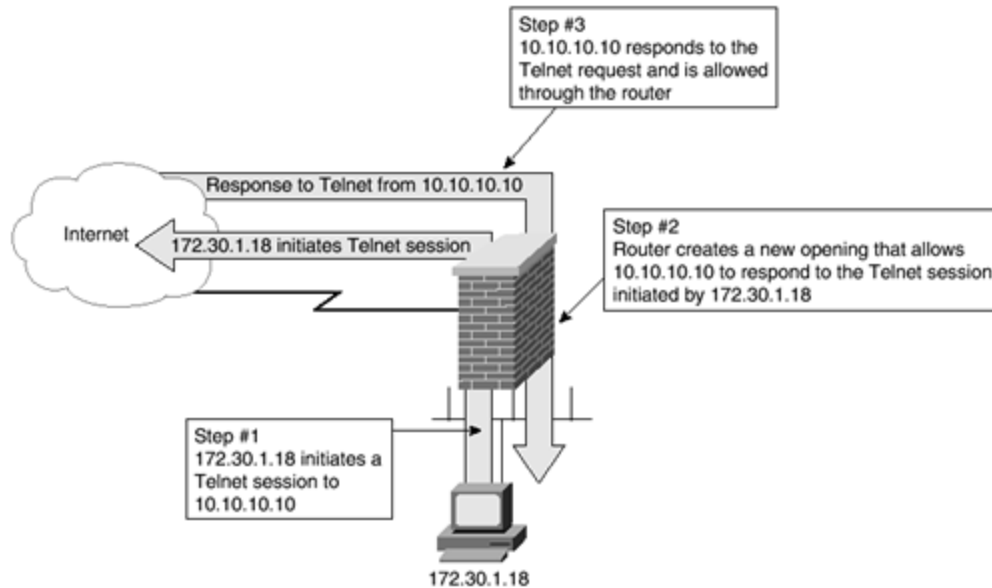 Step #3
10.10.10.10 responds to the
Telnet request and is allowed
through the router
Response to Telnet from 10.10.10.10
Internet
172.30.1.18 initiates Telnet session
Step #2
Router creates a new opening that allows
10.10.10.10 to respond to the Telnet session
initiated by 172.30.1.18
Step #1
172.30.1.18 initiates a
Telnet session to
10.10.10.10
172.30.1.18